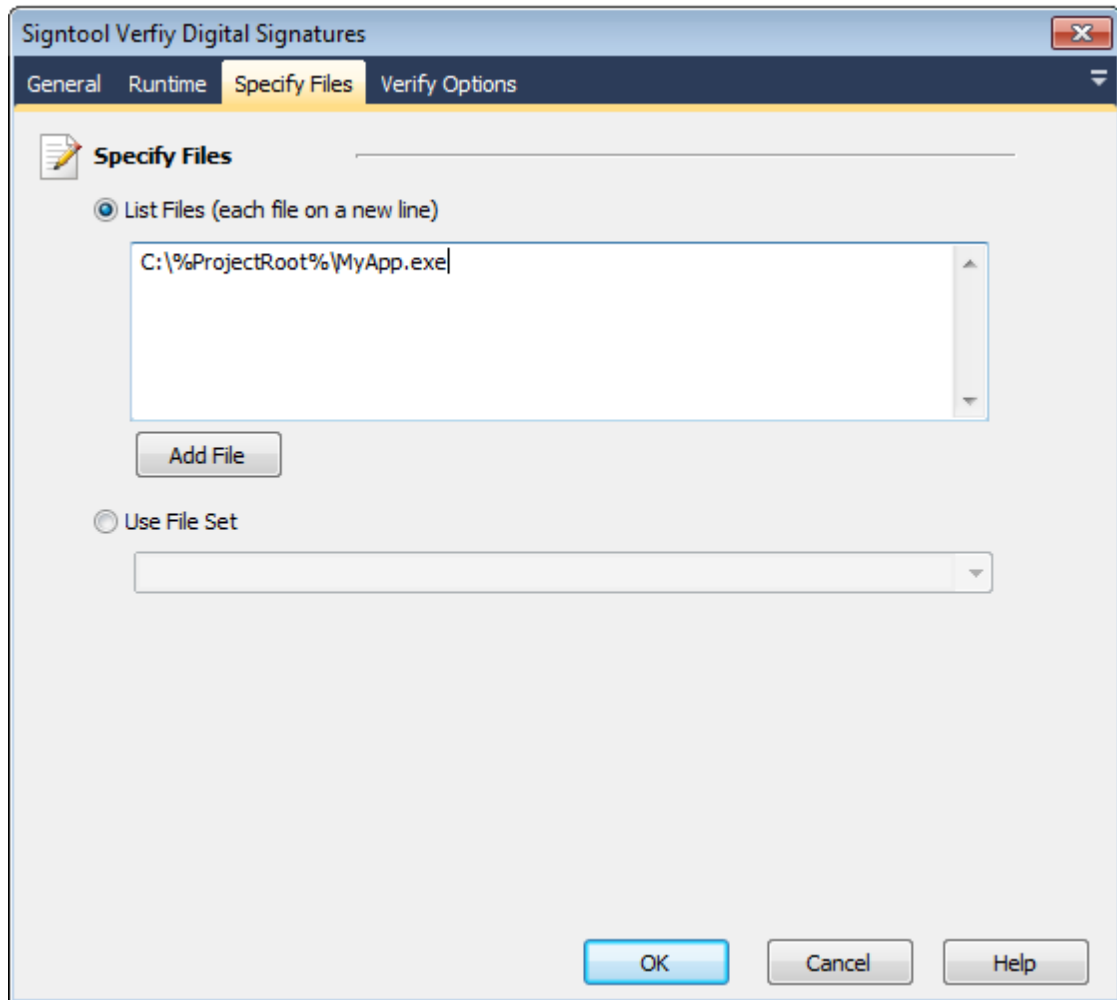 Signtool Verfiy Digital Signatures
General Runtime Specify Files Verify Options
Specify Files
List Files (each file on a new line)
C:\%ProjectRoot%\MyApp.exe
Add File
Use File Set
OK Cancel Help